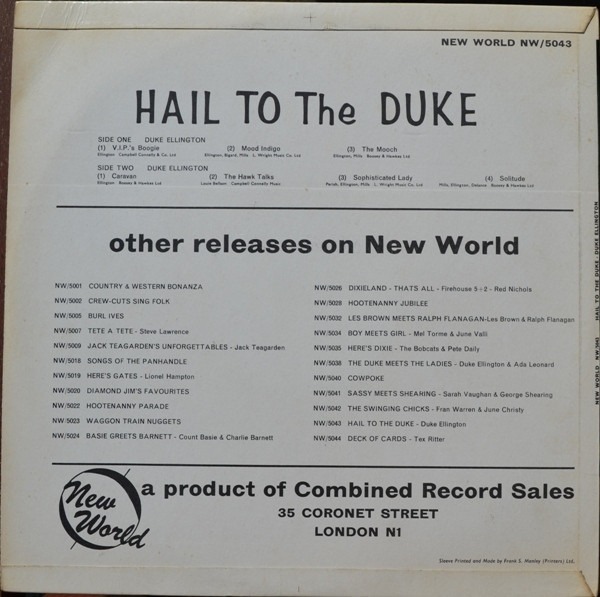 NEW WORLD NW/5043
HAIL TO The DUKE
SIDE ONE DUKE ELLINGTON
(1) V.I.P.'s Boogie (2) Mood Indigo (3) The Mooch
Ellington. Campbell Connelly & Co. Ltd Ellington, Bigard, Mills L. Wright Music Co. Ltd Ellington, Mills Boosey & Hawkes Ltd
SIDE TWO DUKE ELLINGTON
(1) Caravan (2) The Hawk Talks (3) Sophisticated Lady (4) Solitude
Ellington Boosey & Hawkes Ltd Louie Bellson Campbell Connelly Music Parish, Ellington, Mills L. Wright Music Co. Ltd Mills, Ellington, Boosey & Hawkes Ltd
other releases on New World
NW/5001 COUNTRY & WESTERN BONANZA
NW/5002 CREW-CUTS SING FOLK
NW/5005 BURL IVES
NW/5007 TETE A TETE - Steve Lawrence
NW/5009 JACK TEAGARDEN'S UNFORGETTABLES - Jack Teagarden
NW/5018 SONGS OF THE PANHANDLE
NW/5019 HERE'S GATES - Lionel Hampton
NW/5020 DIAMOND JIM'S FAVOURITES
NW/5022 HOOTENANNY PARADE
NW/5023 WAGGON TRAIN NUGGETS
NW/5024 BASIE GREETS BARNETT - Count Basie & Charlie Barnett
NW/5026 DIXIELAND - THATS ALL - Firehouse 5+2 - Red Nichols
NW/5028 HOOTENANNY JUBILEE
NW/5032 LES BROWN MEETS RALPH FLANAGAN-Les Brown & Ralph Flanagan
NW/5034 BOY MEETS GIRL - Mel Torme & June Valli
NW/5035 HERE'S DIXIE - The Bobcats & Pete Daily
NW/5038 THE DUKE MEETS THE LADIES - Duke Ellington & Ada Leonard
NW/5040 COWPOKE
NW/5041 SASSY MEETS SHEARING - Sarah Vaughan & George Shearing
NW/5042 THE SWINGING CHICKS - Fran Warren & June Christy
NW/5043 HAIL TO THE DUKE - Duke Ellington
NW/5044 DECK OF CARDS - Tex Ritter
New World
a product of Combined Record Sales
35 CORONET STREET
LONDON N1
Sleeve Printed and Made by Frank S. Manley (Printers) Ltd.
NEW WORLD NW/5043 HAIL TO THE DUKE - DUKE ELLINGTON